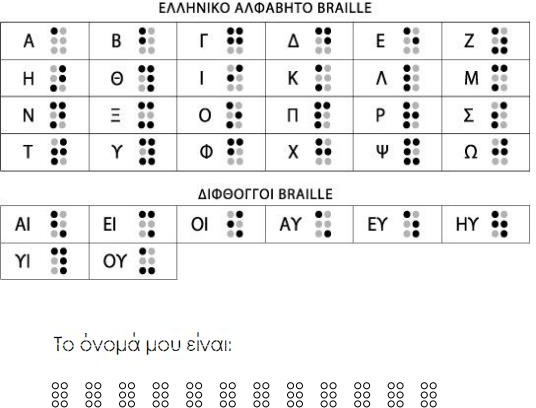 ΕΛΛΗΝΙΚΟ ΑΛΦΑΒΗΤΟ BRAILLE
Α Β Γ Δ Ε Ζ
Η Θ Ι Κ Λ Μ
Ν Ξ Ο Π Ρ Σ
Τ Υ Φ Χ Ψ Ω
ΔΙΦΘΟΓΓΟΙ BRAILLE
ΑΙ ΕΙ ΟΙ ΑΥ ΕΥ ΗΥ
ΥΙ ΟΥ
Το όνομά μου είναι: